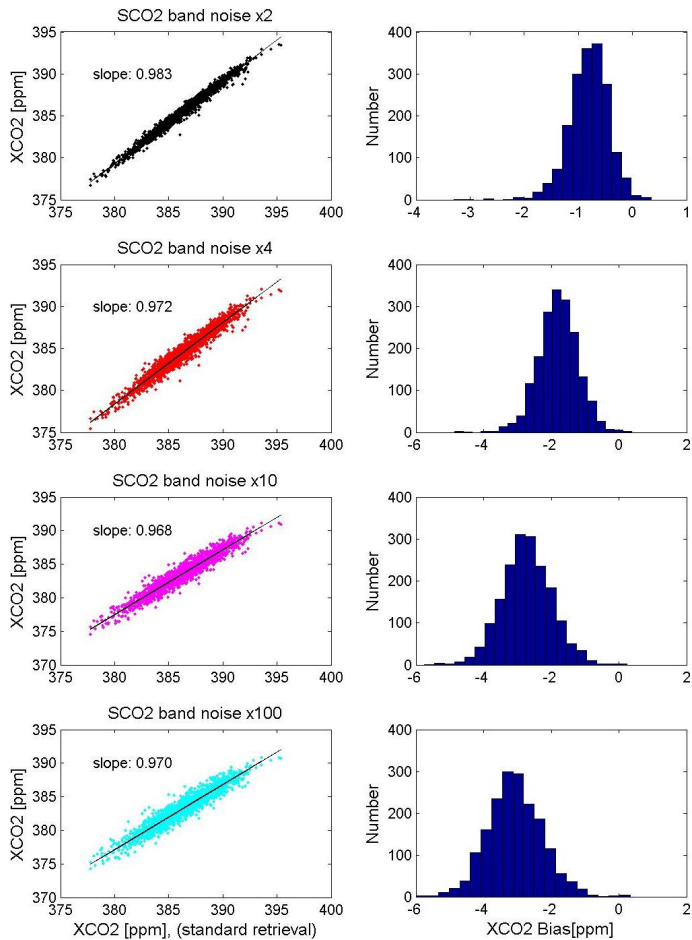 SCO2 band noise x2
395
390
385
380
375
375 380 385 390 395 400
XCO2 [ppm]
slope: 0.983
400
300
200
100
0
-4 -3 -2 -1 0 1
Number
SCO2 band noise x4
395
390
385
380
375
375 380 385 390 395 400
XCO2 [ppm]
slope: 0.972
400
300
200
100
0
-6 -4 -2 0 2
Number
SCO2 band noise x10
395
390
385
380
375
370
375 380 385 390 395 400
XCO2 [ppm]
slope: 0.968
400
300
200
100
0
-6 -4 -2 0 2
Number
SCO2 band noise x100
395
390
385
380
375
370
375 380 385 390 395 400
XCO2 [ppm]
slope: 0.970
XCO2 [ppm], (standard retrieval)
400
300
200
100
0
-6 -4 -2 0 2
Number
XCO2 Bias[ppm]